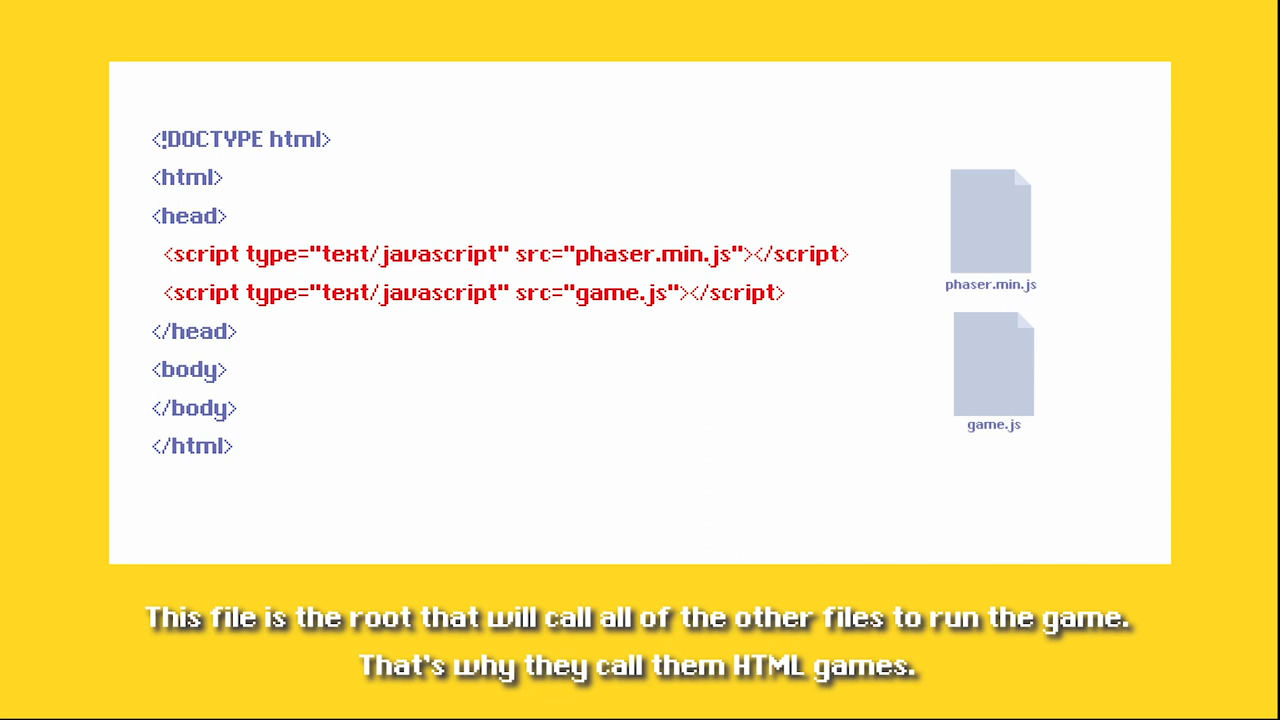 <!DOCTYPE html>
<html>
<head>
<script type="text/javascript" src="phaser.min.js"></script>
<script type="text/javascript" src="game.js"></script>
</head>
<body>
</body>
</html>
phaser.min.js
game.js
This file is the root that will call all of the other files to run the game.
That's why they call them HTML games.